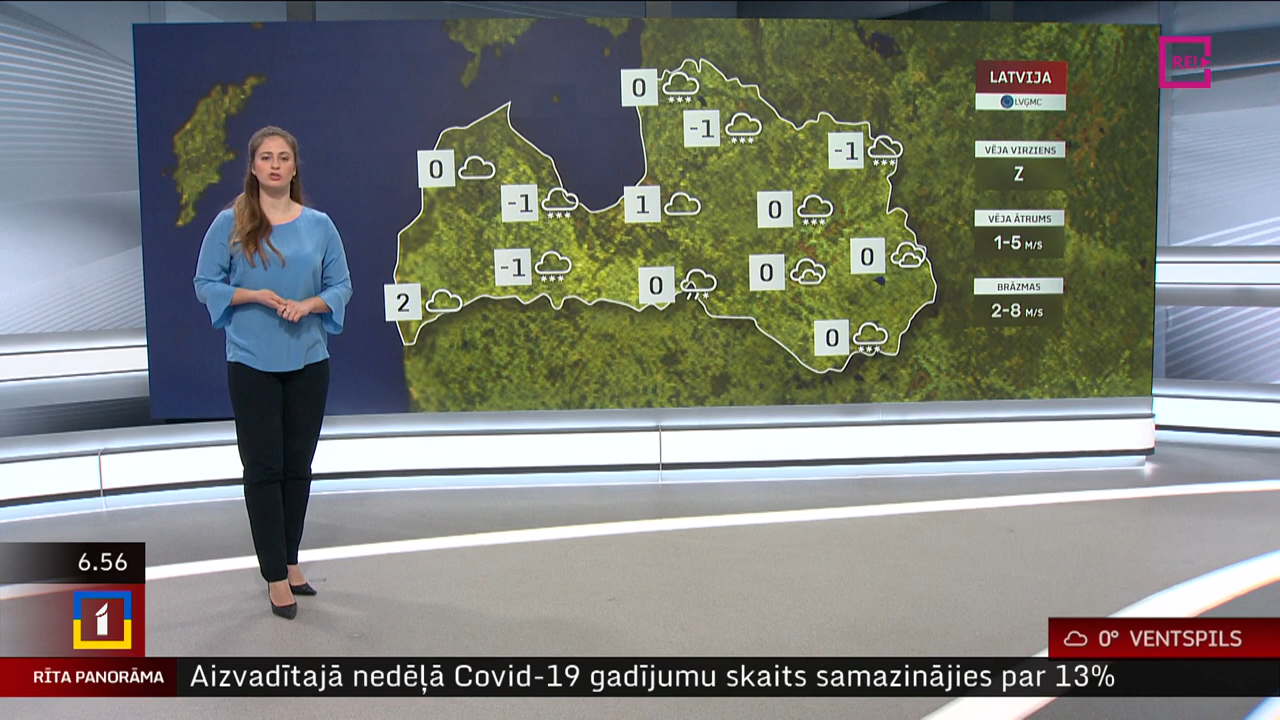 RE!
LATVIJA
LVĢMC
VĒJA VIRZIENS
Z
VĒJA ĀTRUMS
1-5 M/S
BRĀZMAS
2-8 M/S
0
-1
-1
0
-1
1
0
0
-1
0
0
2
0
6.56
1
0° VENTSPILS
RĪTA PANORĀMA
Aizvadītajā nedēļā Covid-19 gadījumu skaits samazinājies par 13%